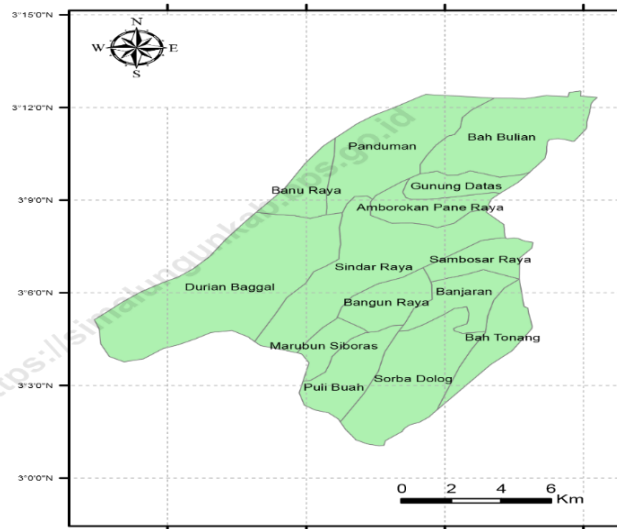 3°15'0"N
N
W
E
S
3°12'0"N
Bah Bulian
Panduman
Gunung Datas
Banu Raya
3°9'0"N
Amborokan Pane Raya
Sambosar Raya
Sindar Raya
Durian Baggal
3°6'0"N
Banjaran
Bangun Raya
Bah Tonang
Marubun Siboras
Sorba Dolog
Puli Buah
3°3'0"N
3°0'0"N
0 2 4 6
Km
https://simalungunkab.bps.go.id